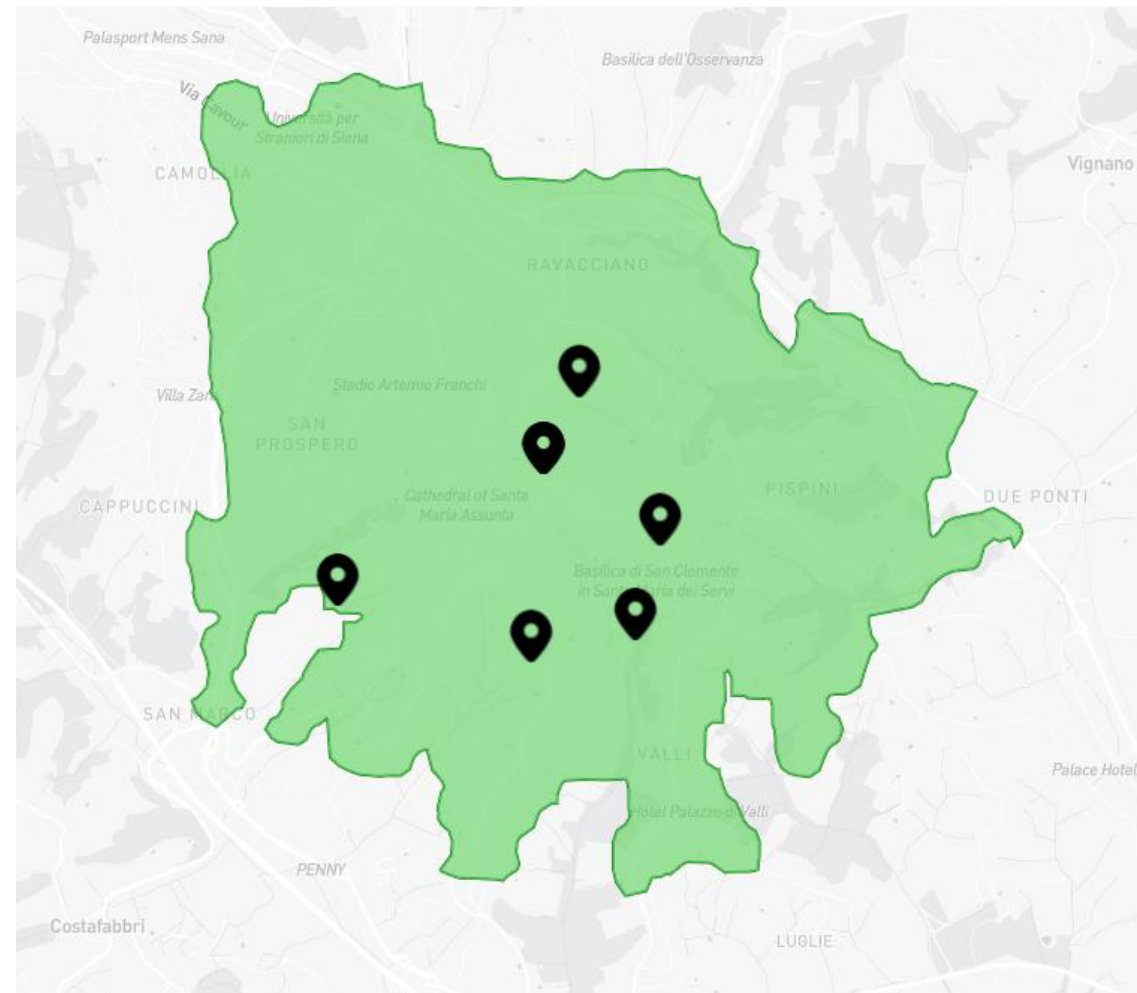 Palasport Mens Sana
Basilica dell'Osservanza
Via Cavour
Università per
Stranieri di Siena
Vignano
CAMOLLIA
RAVACCIANO
Stadio Artemio Franchi
Villa Zar
SAN
PROSPERO
Cathedral of Santa
Maria Assunta
PISPINI
DUE PONTI
CAPPUCCINI
Basilica di San Clemente
in Santa Maria dei Servi
SAN MARCO
VALLI
Palace Hotel
Hotel Palazzo di Valli
PENNY
Costafabbri
LUGLIE